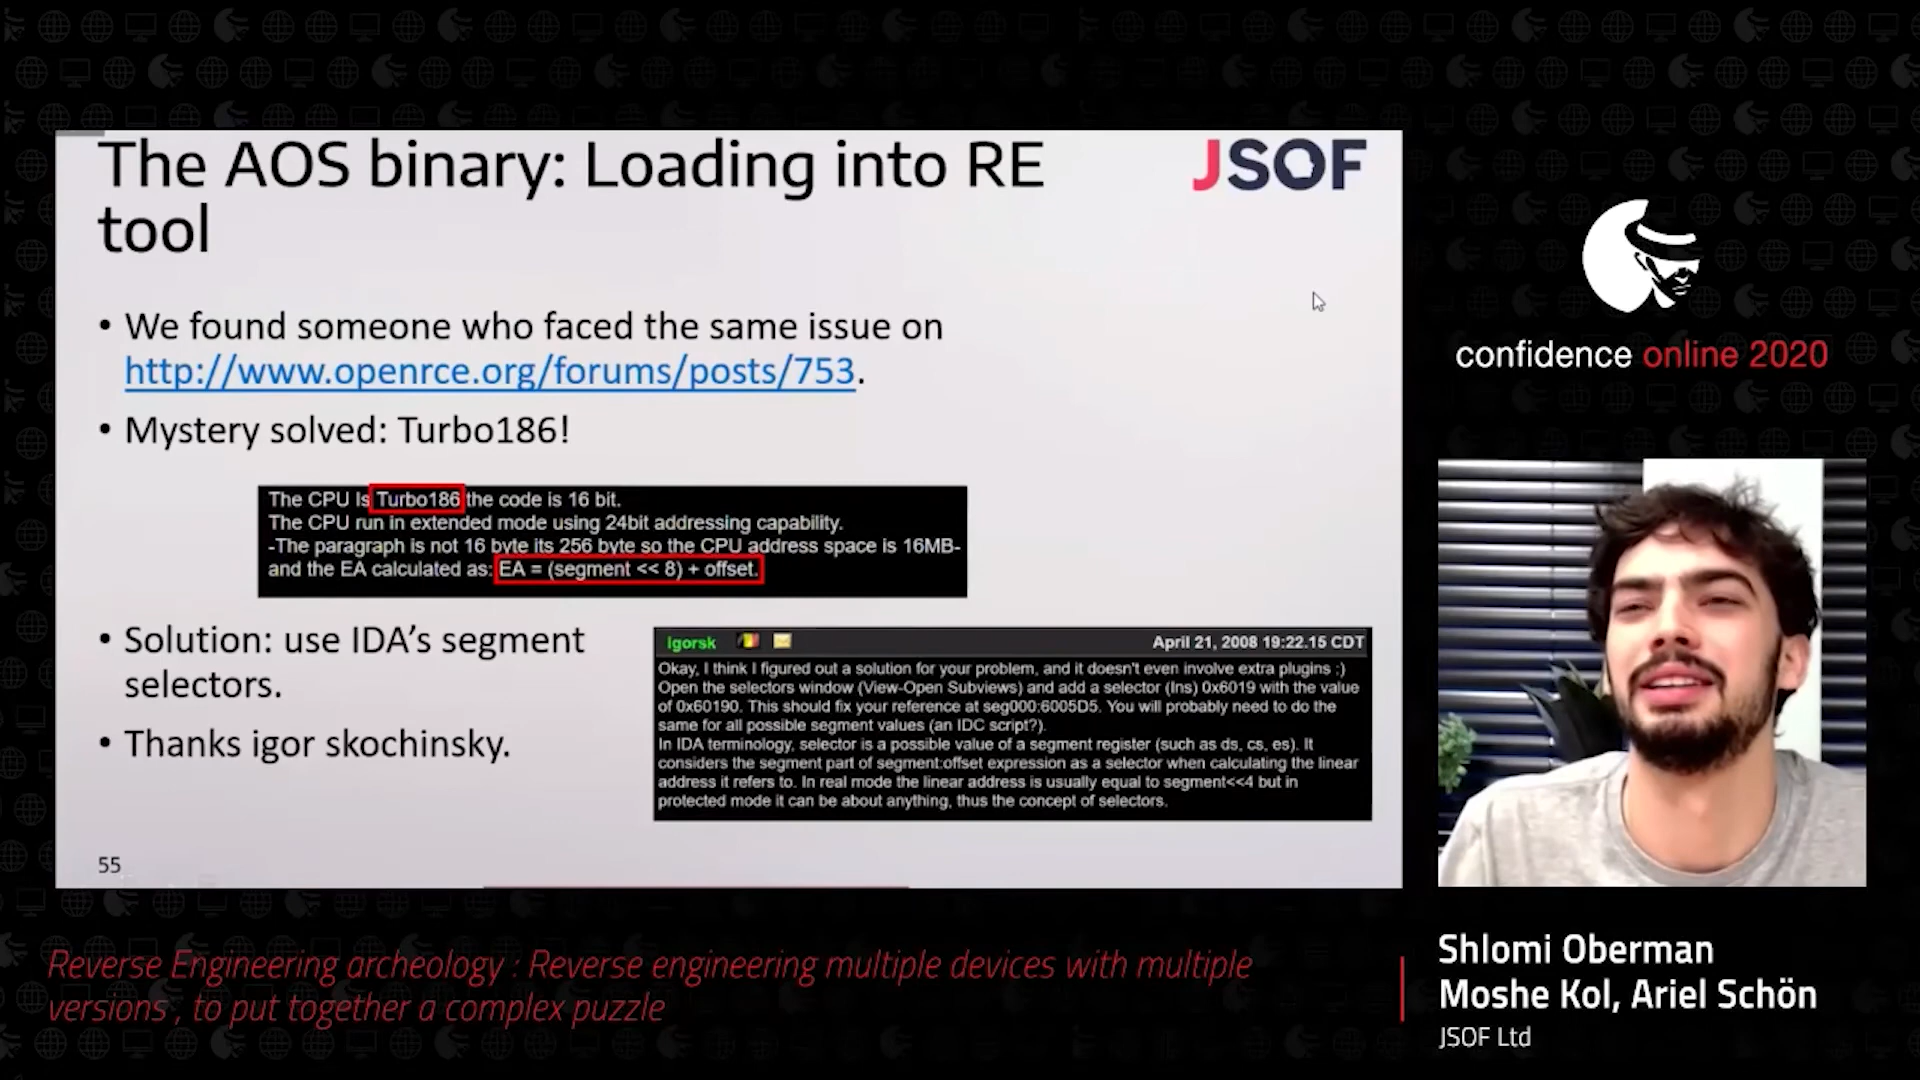 The AOS binary: Loading into RE
tool
JSOF
• We found someone who faced the same issue on
http://www.openrce.org/forums/posts/753.
• Mystery solved: Turbo186!
The CPU Is Turbo186 the code is 16 bit.
The CPU run in extended mode using 24bit addressing capability.
-The paragraph is not 16 byte its 256 byte so the CPU address space is 16MB-
and the EA calculated as: EA = (segment << 8) + offset.
• Solution: use IDA's segment
selectors.
• Thanks igor skochinsky.
Igorsk April 21, 2008 19:22.15 CDT
Okay, I think I figured out a solution for your problem, and it doesn't even involve extra plugins ;)
Open the selectors window (View-Open Subviews) and add a selector (Ins) 0x6019 with the value
of 0x60190. This should fix your reference at seg000:6005D5. You will probably need to do the
same for all possible segment values (an IDC script?).
In IDA terminology, selector is a possible value of a segment register (such as ds, cs, es). It
considers the segment part of segment:offset expression as a selector when calculating the linear
address it refers to. In real mode the linear address is usually equal to segment<<4 but in
protected mode it can be about anything, thus the concept of selectors.
55
confidence online 2020
Reverse Engineering archeology : Reverse engineering multiple devices with multiple
versions , to put together a complex puzzle
Shlomi Oberman
Moshe Kol, Ariel Schön
JSOF Ltd